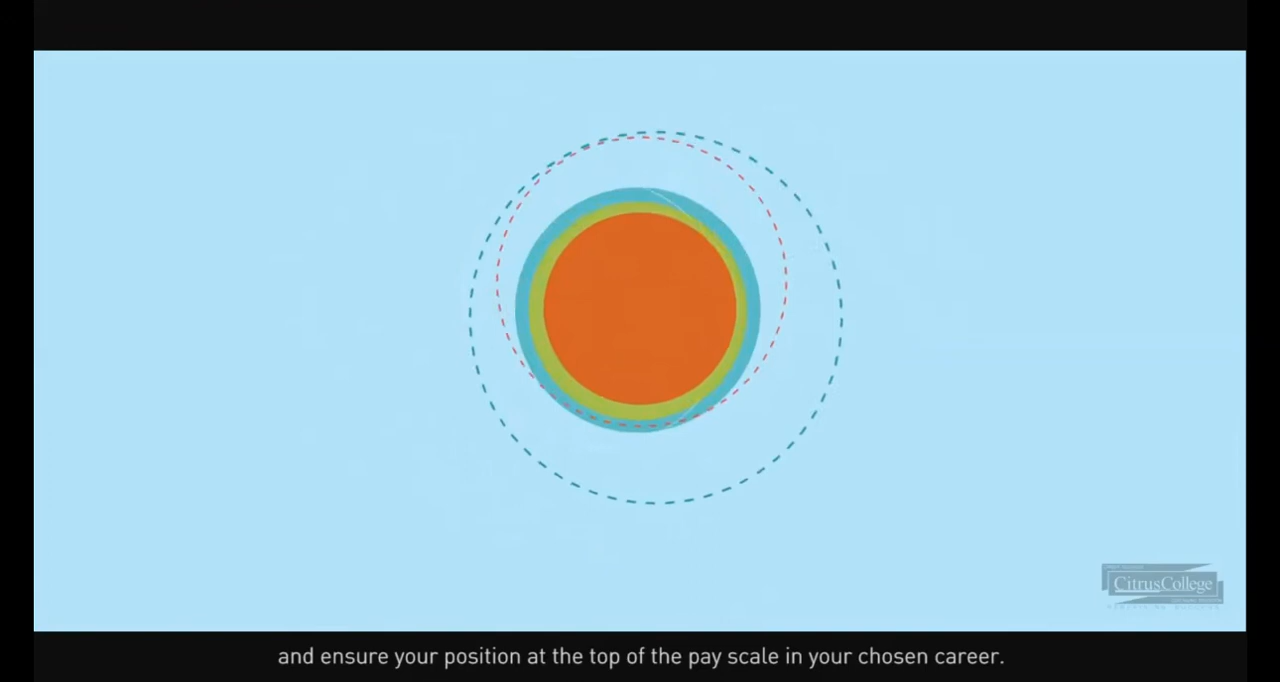 CitrusCollege
and ensure your position at the top of the pay scale in your chosen career.